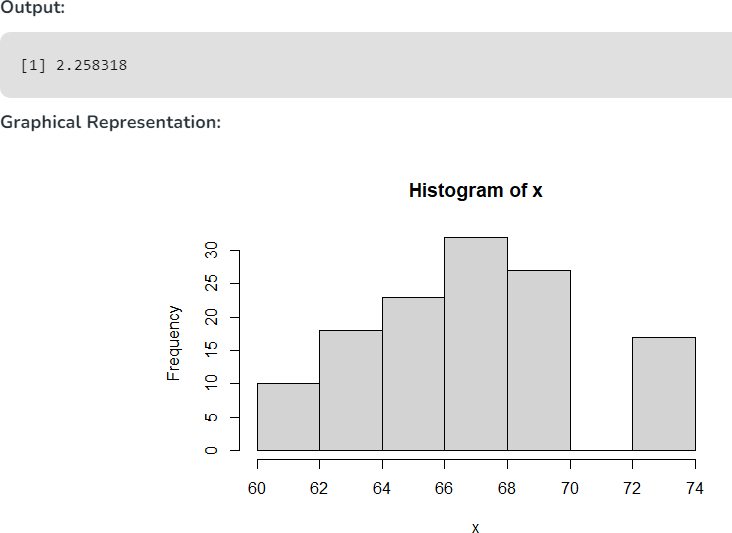 Output:
[1] 2.258318
Graphical Representation:
Histogram of x
Frequency
30
25
20
15
10
5
0
60 62 64 66 68 70 72 74
x